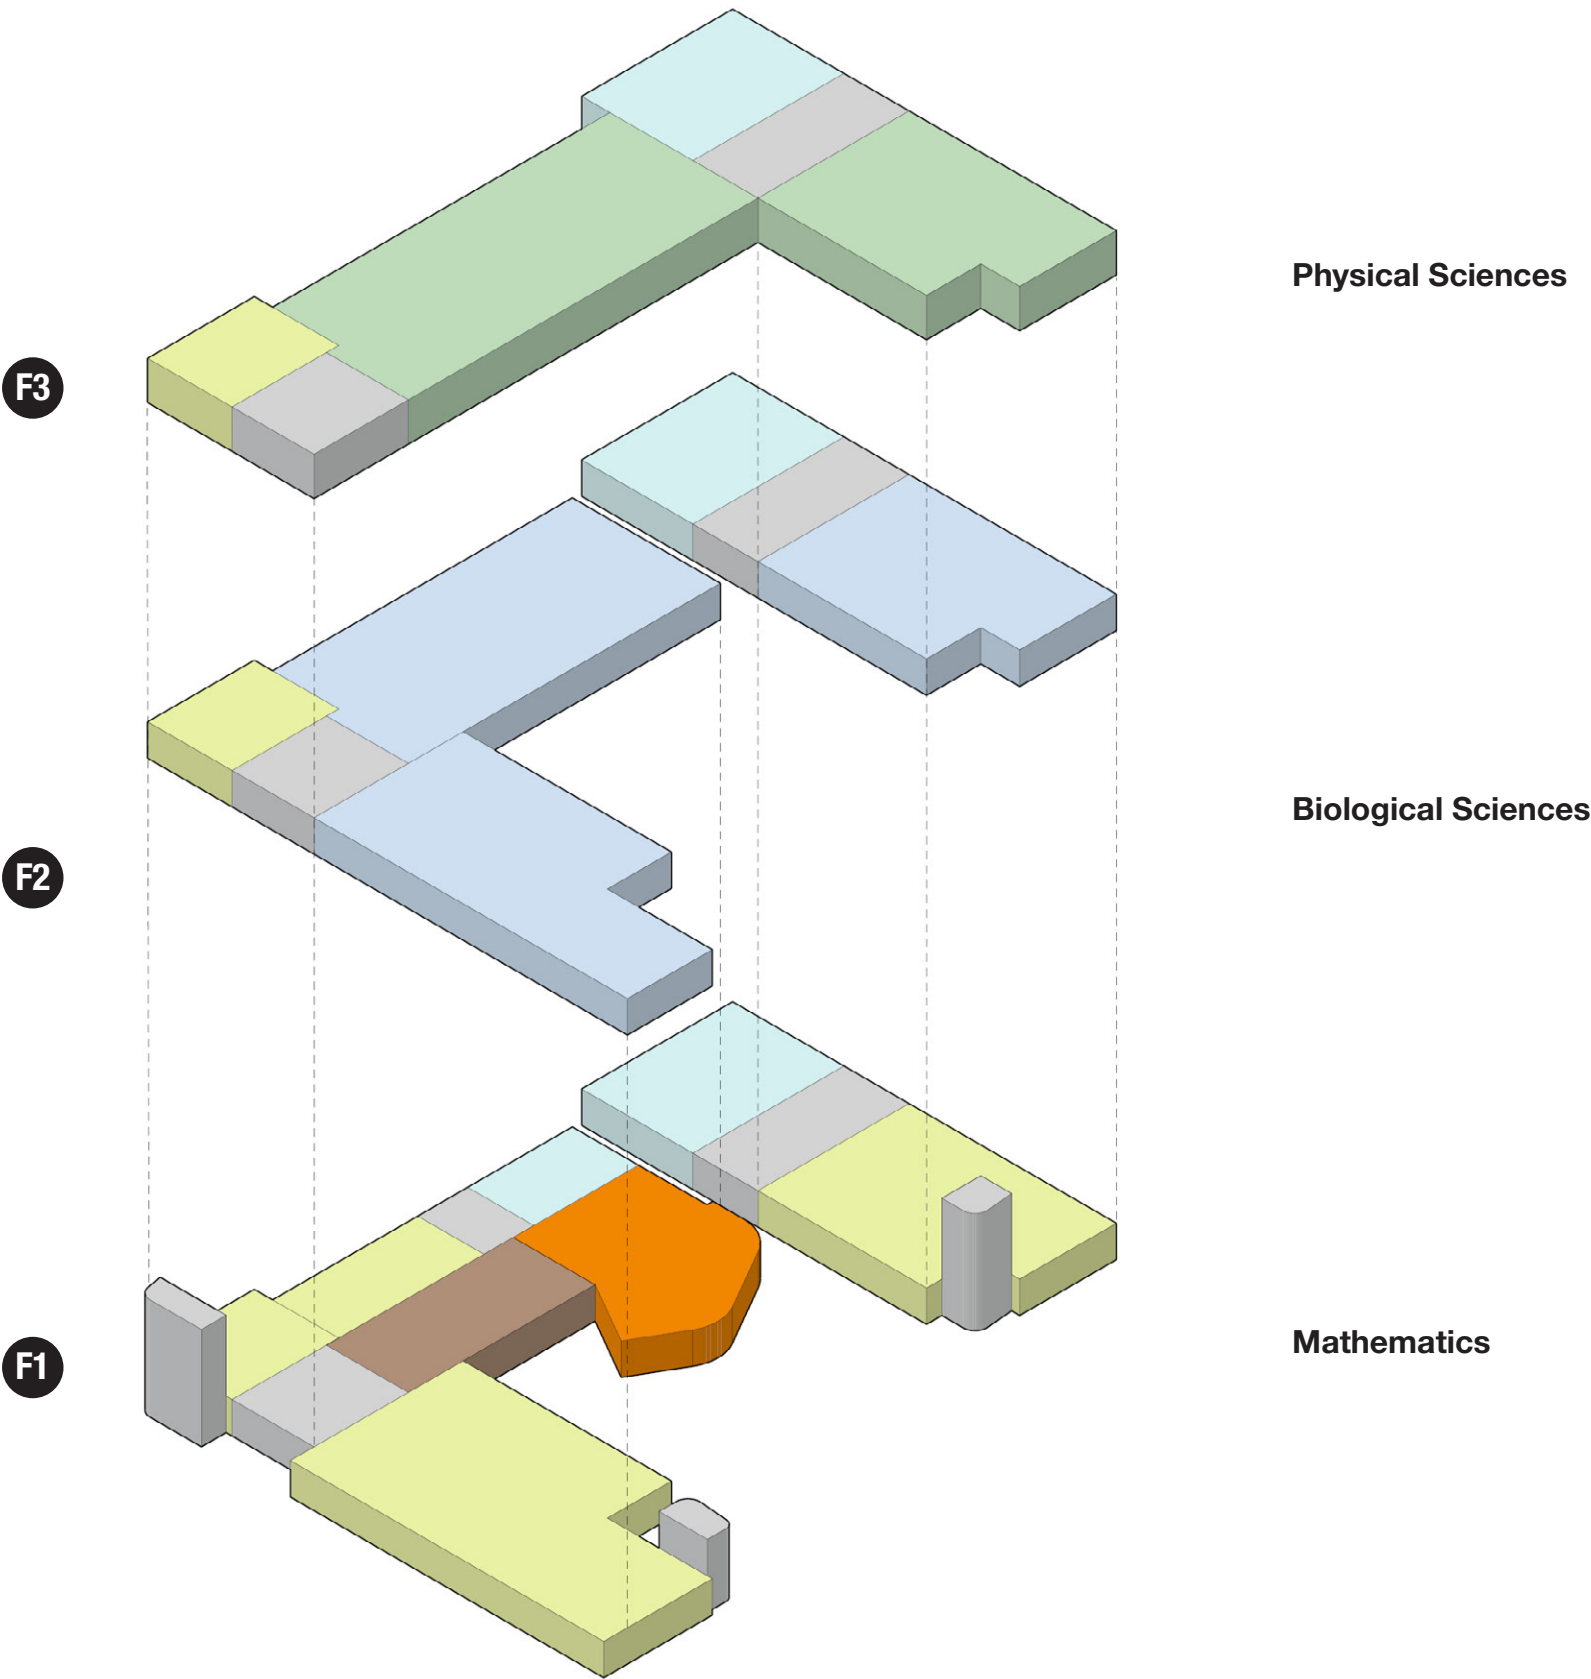 Physical Sciences
F3
Biological Sciences
F2
Mathematics
F1